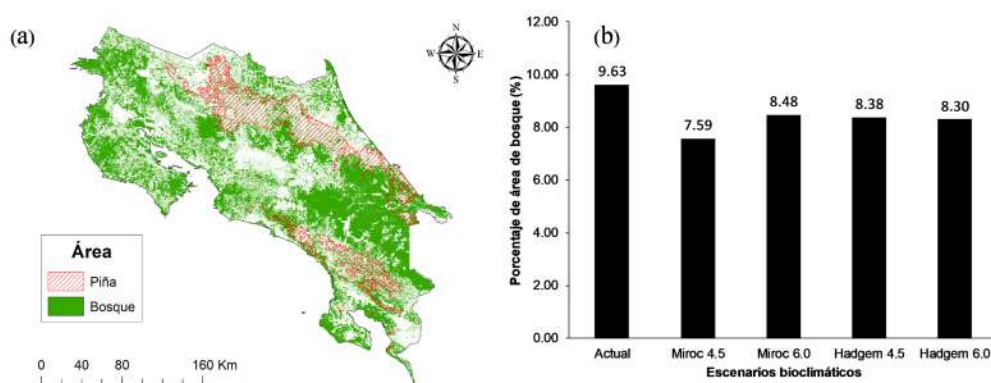 (a)
N
W E
S
Área
Piña
Bosque
0 40 80 160 Km
(b)
Porcentaje de área de bosque (%)
12.00
10.00
8.00
6.00
4.00
2.00
0.00
9.63
7.59
8.48
8.38
8.30
Actual Miroc 4.5 Miroc 6.0 Hadgem 4.5 Hadgem 6.0
Escenarios bioclimáticos